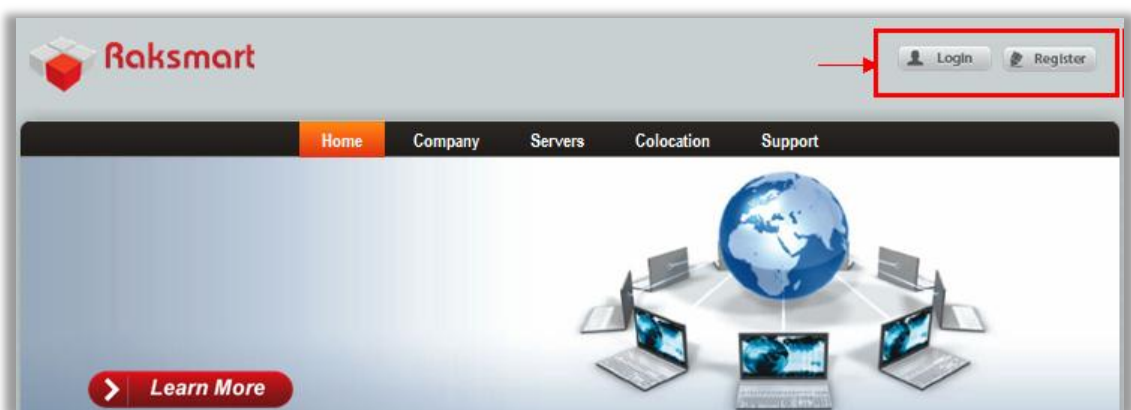 Raksmart
Login Register
Home Company Servers Colocation Support
Learn More